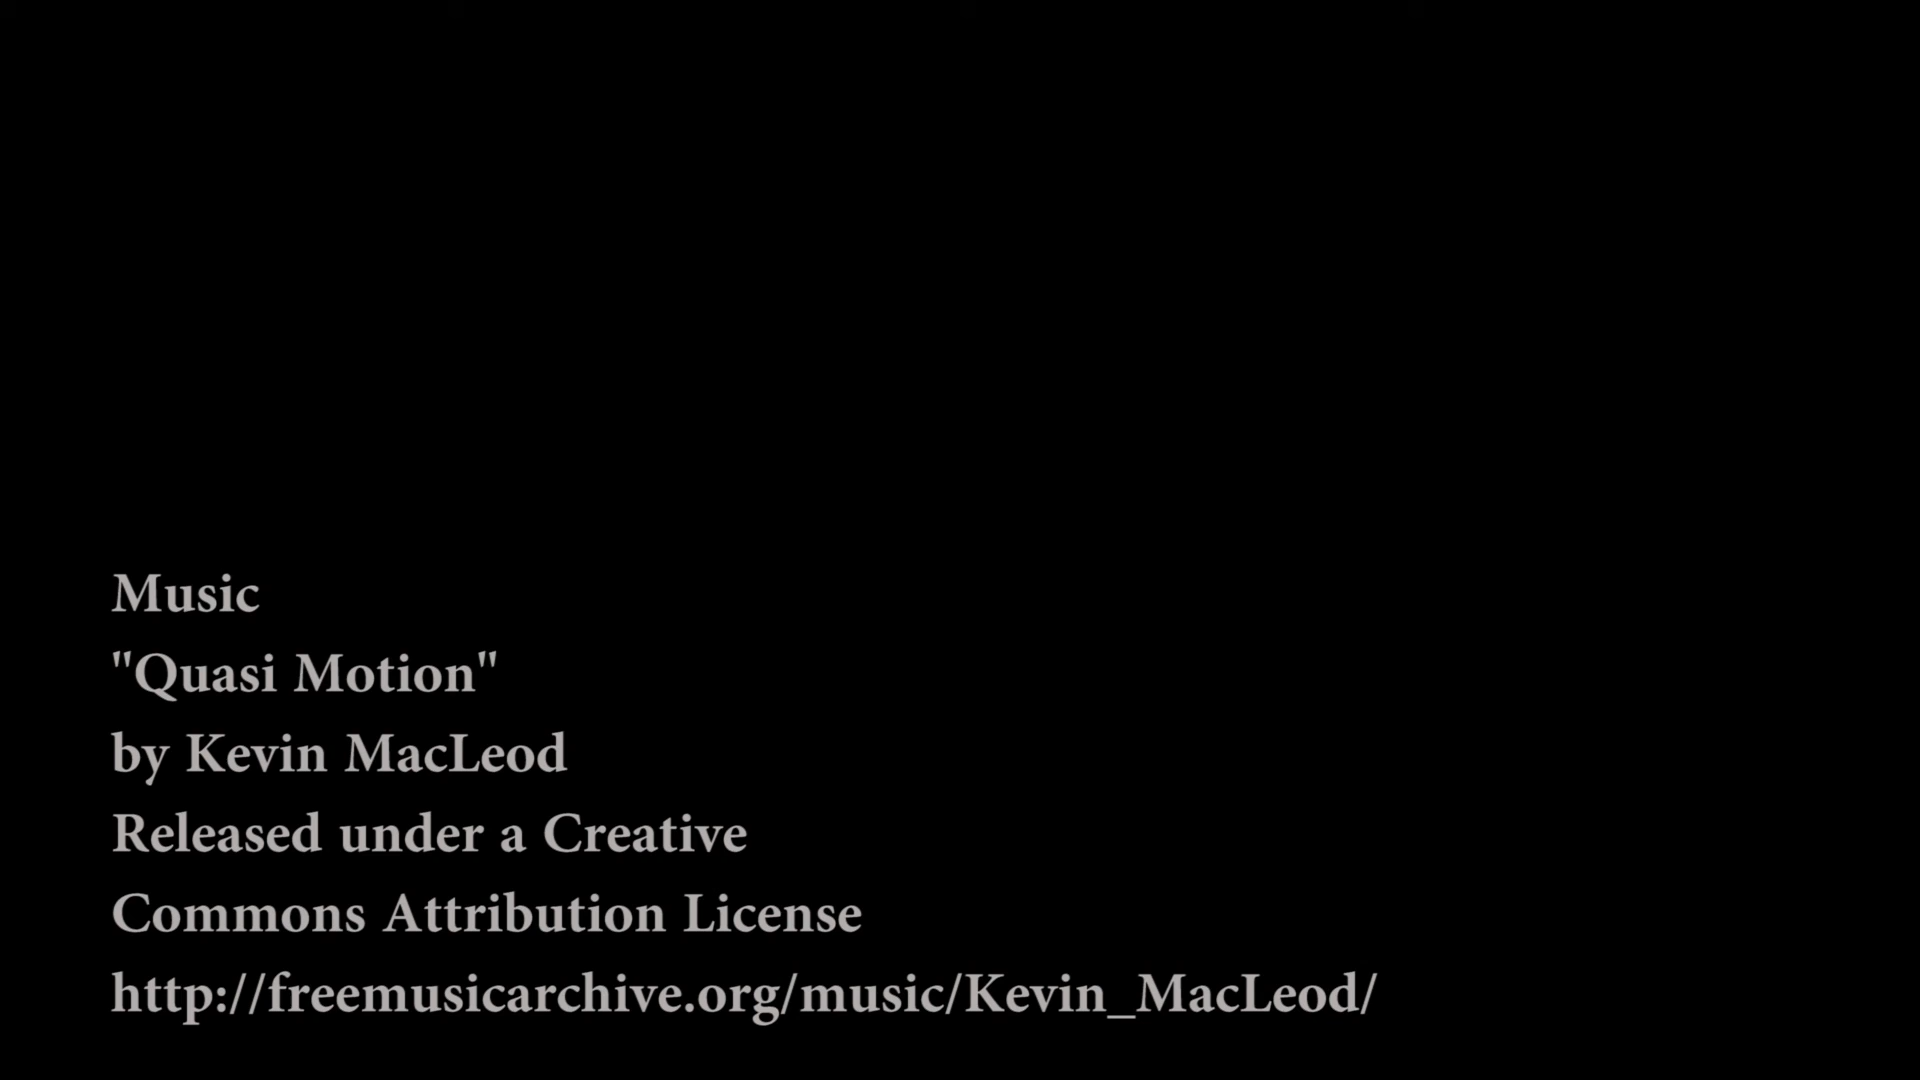 Music
"Quasi Motion"
by Kevin MacLeod
Released under a Creative
Commons Attribution License
http://freemusicarchive.org/music/Kevin_MacLeod/